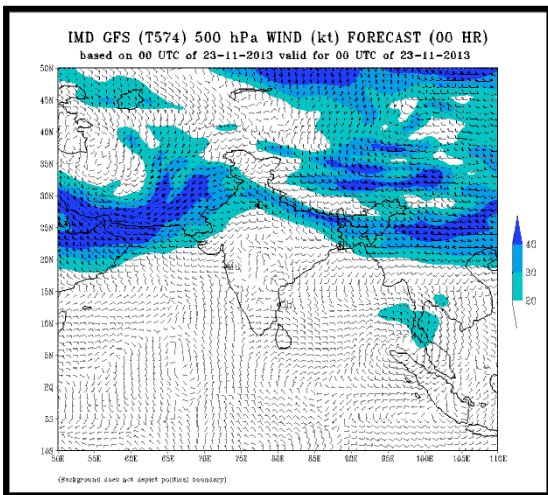 IMD GFS (T574) 500 hPa WIND (kt) FORECAST (00 HR)
based on 00 UTC of 23-11-2013 valid for 00 UTC of 23-11-2013
50N
45N
40N
35N
30N
25N
20N
15N
10N
5N
EQ
5S
10S
50E 55E 60E 65E 70E 75E 80E 85E 90E 95E 100E 105E 110E
40
30
20
(Background does not depict political boundary)